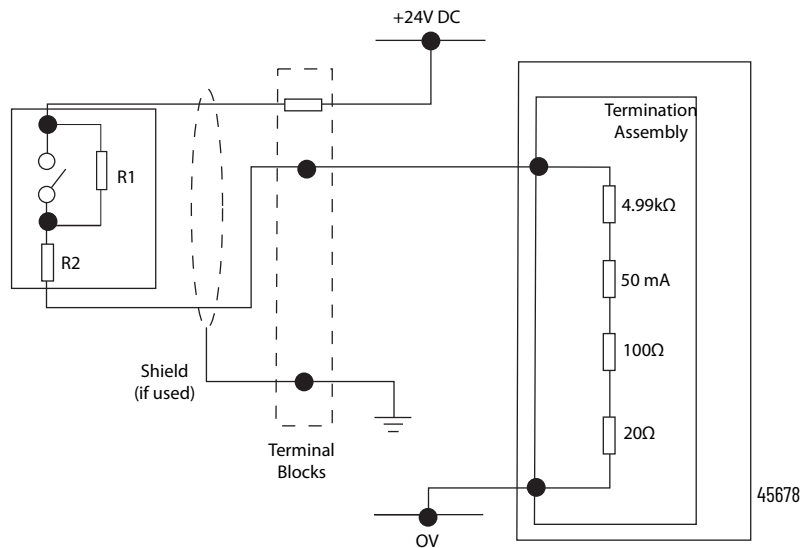 +24V DC
Termination
Assembly
R1
4.99kΩ
R2
50 mA
100Ω
Shield
(if used)
20Ω
Terminal
Blocks
45678
OV